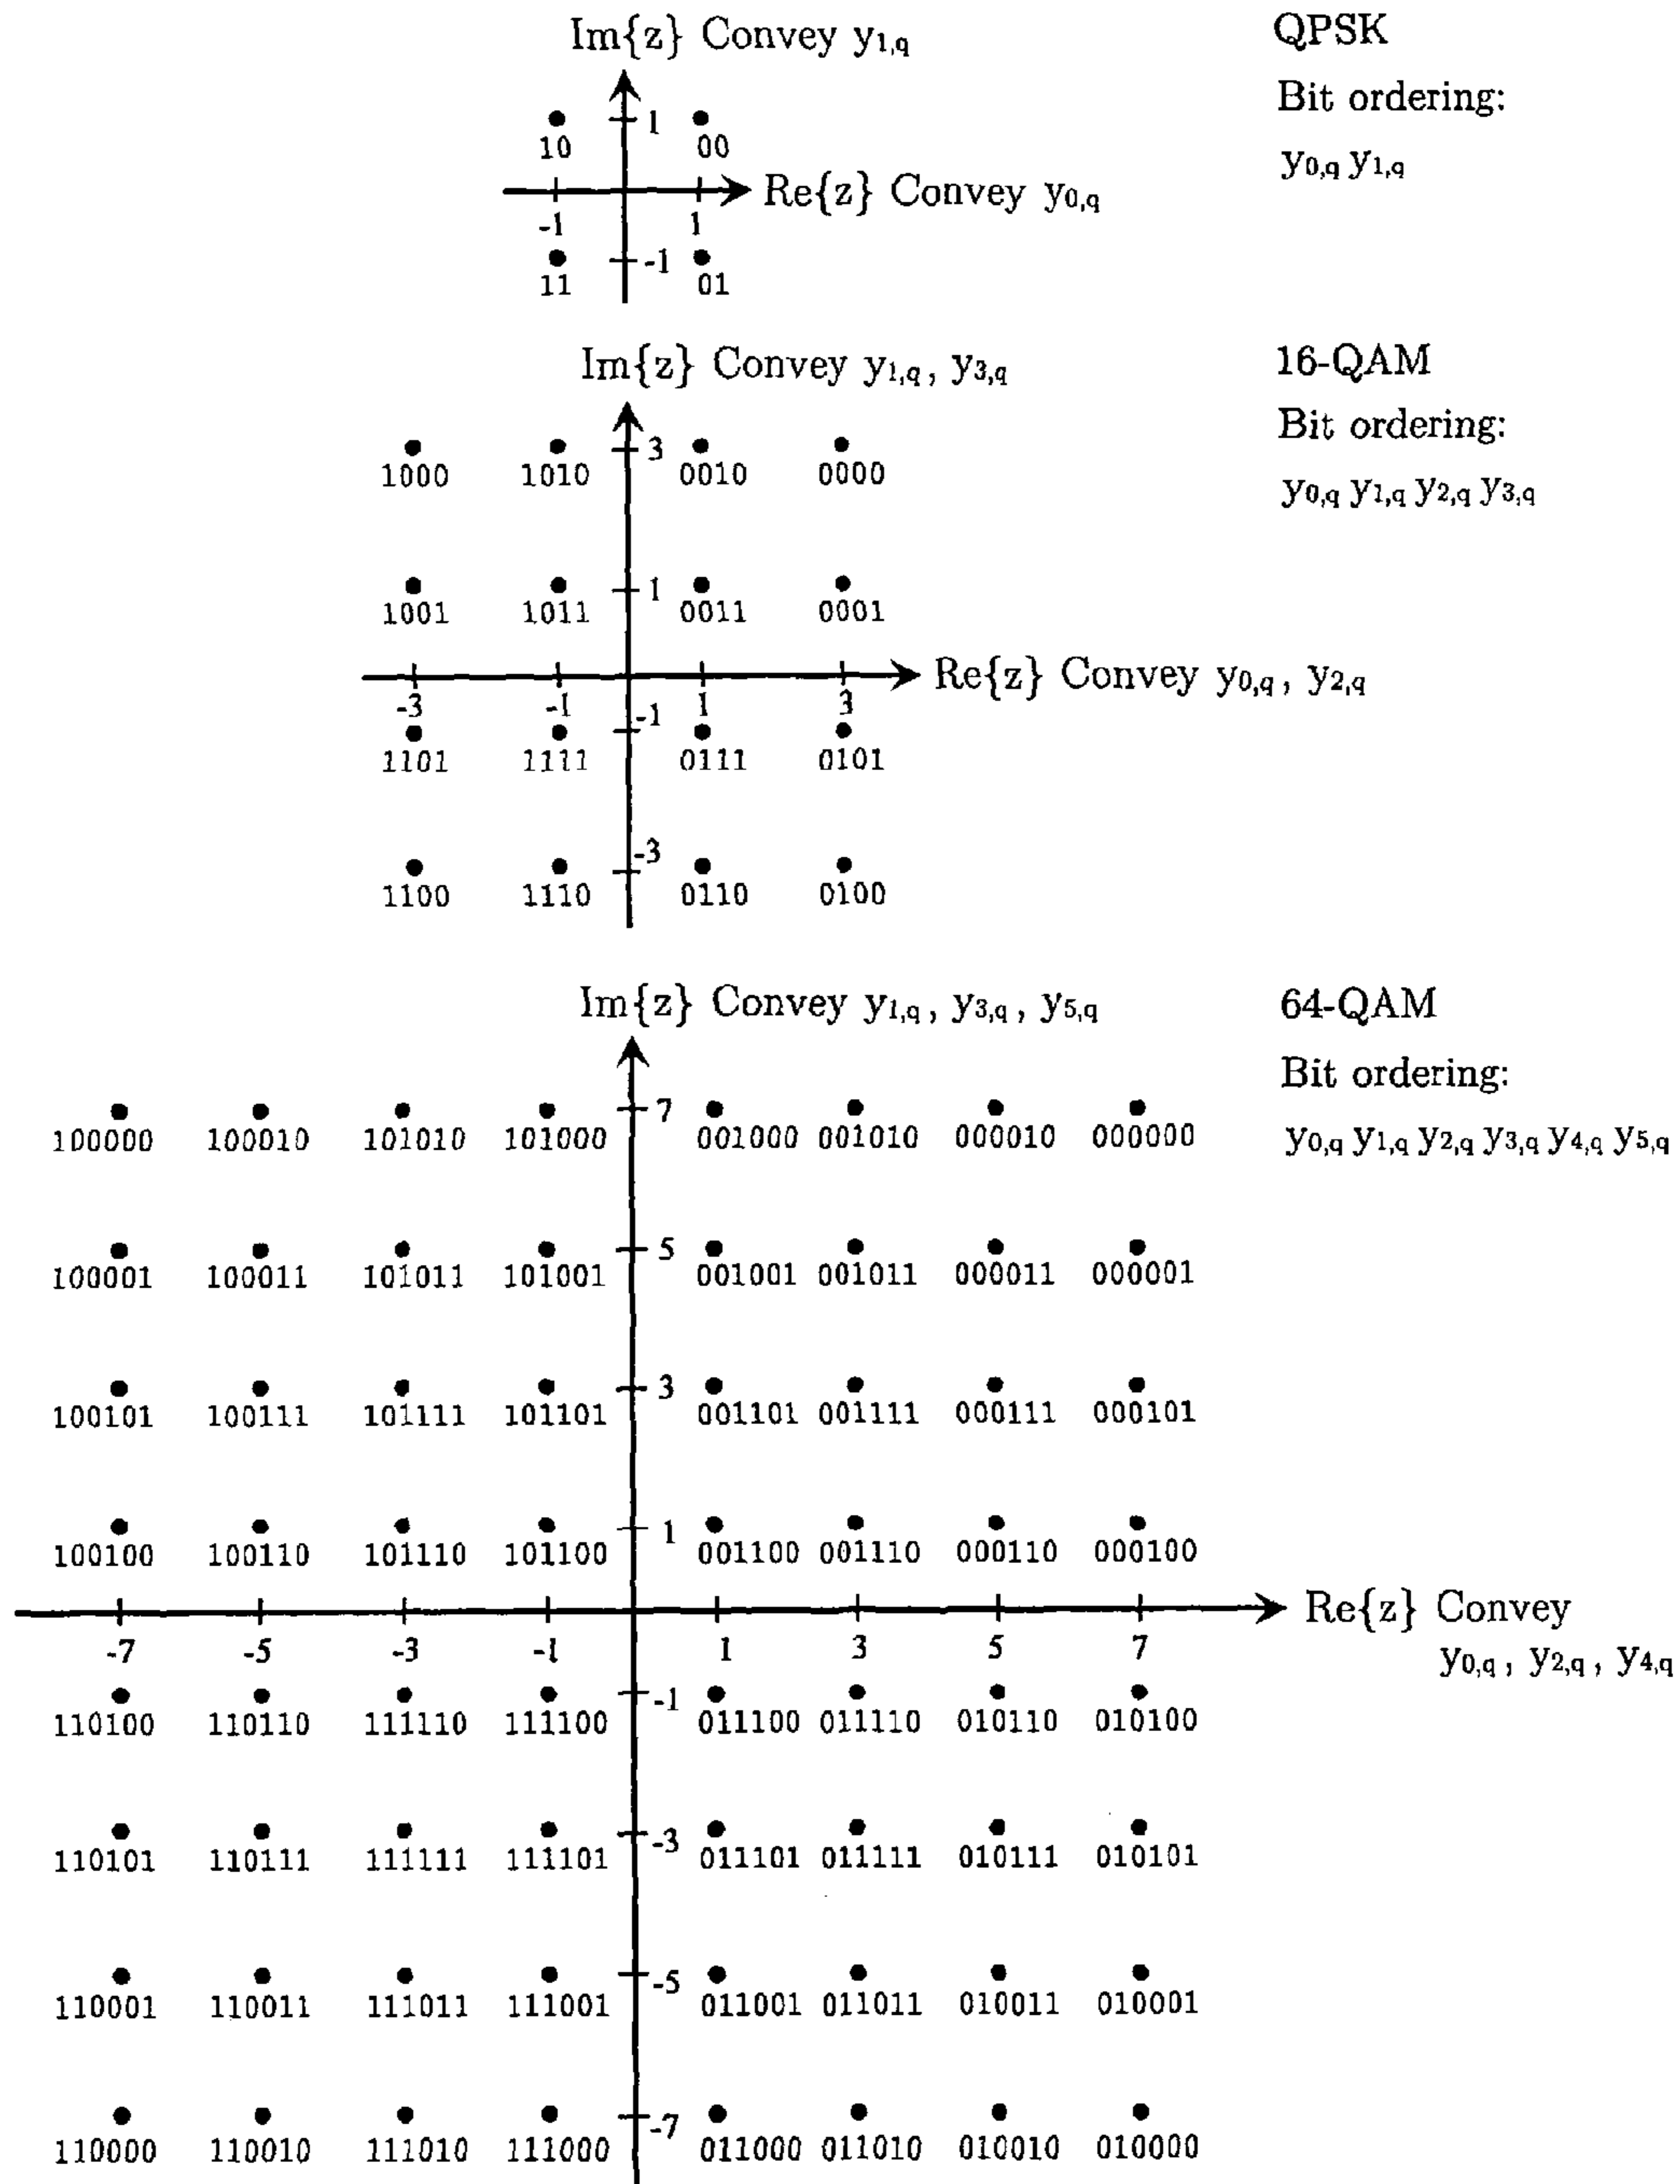 Im{z} Convey y1,q
QPSK
Bit ordering:
y0,q y1,q
1
10 00
Re{z} Convey y0,q
-1 1
-1
11 01
Im{z} Convey y1,q, y3,q
16-QAM
Bit ordering:
y0,q y1,q y2,q y3,q
3
1000 1010 0010 0000
1
1001 1011 0011 0001
Re{z} Convey y0,q, y2,q
-3 -1 1 3
-1
1101 1111 0111 0101
-3
1100 1110 0110 0100
Im{z} Convey y1,q, y3,q, y5,q
64-QAM
Bit ordering:
y0,q y1,q y2,q y3,q y4,q y5,q
7
100000 100010 101010 101000 001000 001010 000010 000000
5
100001 100011 101011 101001 001001 001011 000011 000001
3
100101 100111 101111 101101 001101 001111 000111 000101
1
100100 100110 101110 101100 001100 001110 000110 000100
Re{z} Convey
y0,q, y2,q, y4,q
-7 -5 -3 -1 1 3 5 7
-1
110100 110110 111110 111100 011100 011110 010110 010100
-3
110101 110111 111111 111101 011101 011111 010111 010101
-5
110001 110011 111011 111001 011001 011011 010011 010001
-7
110000 110010 111010 111000 011000 011010 010010 010000